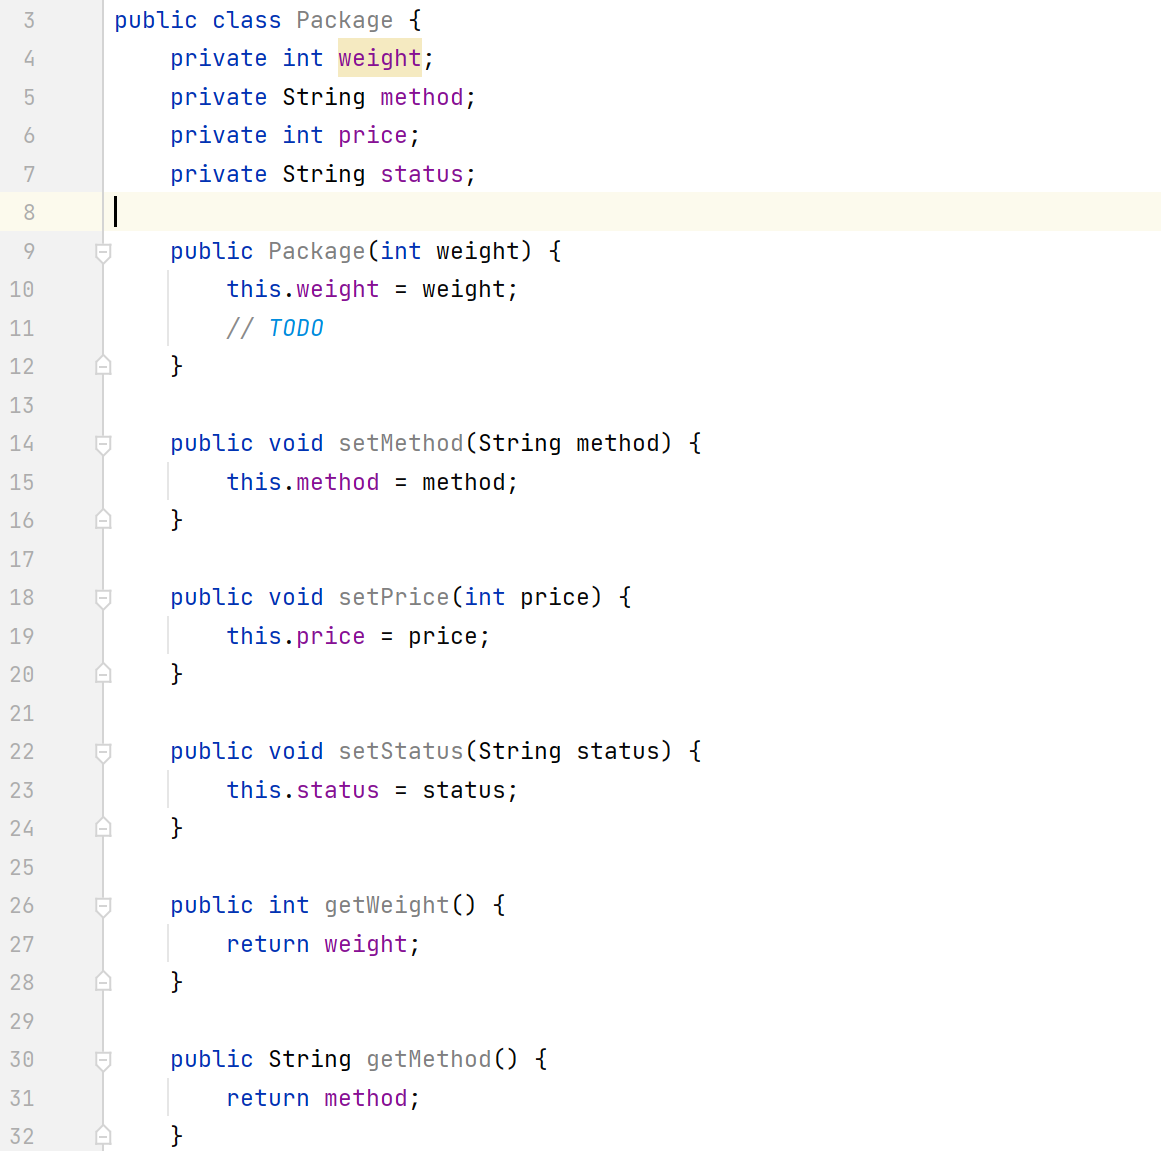 3 public class Package {
4     private int weight;
5     private String method;
6     private int price;
7     private String status;
8
9     public Package(int weight) {
10         this.weight = weight;
11         // TODO
12     }
13
14     public void setMethod(String method) {
15         this.method = method;
16     }
17
18     public void setPrice(int price) {
19         this.price = price;
20     }
21
22     public void setStatus(String status) {
23         this.status = status;
24     }
25
26     public int getWeight() {
27         return weight;
28     }
29
30     public String getMethod() {
31         return method;
32     }